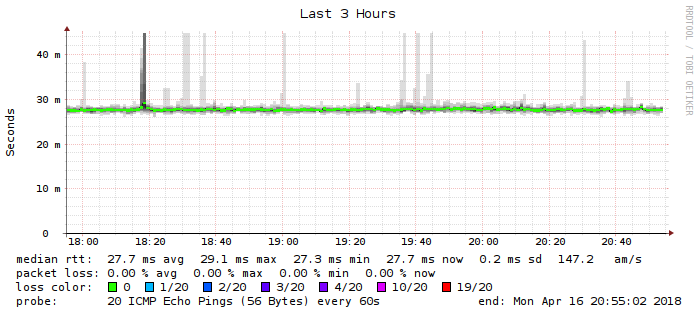 Last 3 Hours
RRDTOOL / TOBI OETIKER
Seconds
40 m
30 m
20 m
10 m
0
18:00 18:20 18:40 19:00 19:20 19:40 20:00 20:20 20:40
median rtt: 27.7 ms avg 29.1 ms max 27.3 ms min 27.7 ms now 0.2 ms sd 147.2 am/s
packet loss: 0.00 % avg 0.00 % max 0.00 % min 0.00 % now
loss color: 0 1/20 2/20 3/20 4/20 10/20 19/20
probe: 20 ICMP Echo Pings (56 Bytes) every 60s end: Mon Apr 16 20:55:02 2018